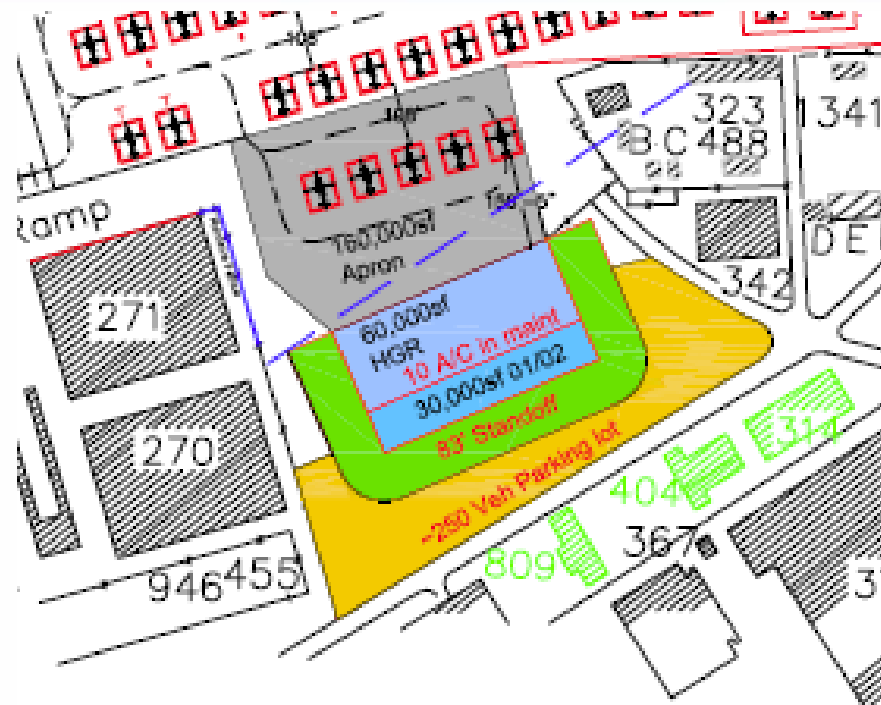 323
1341
B.C 488
Ramp
160,000sf
Apron
DE
342
271
60,000sf
HGR
10 A/C in maint
30,000sf 01/02
83' Standoff
314
270
~250 Veh Parking lot
404
367
809
946 455
3